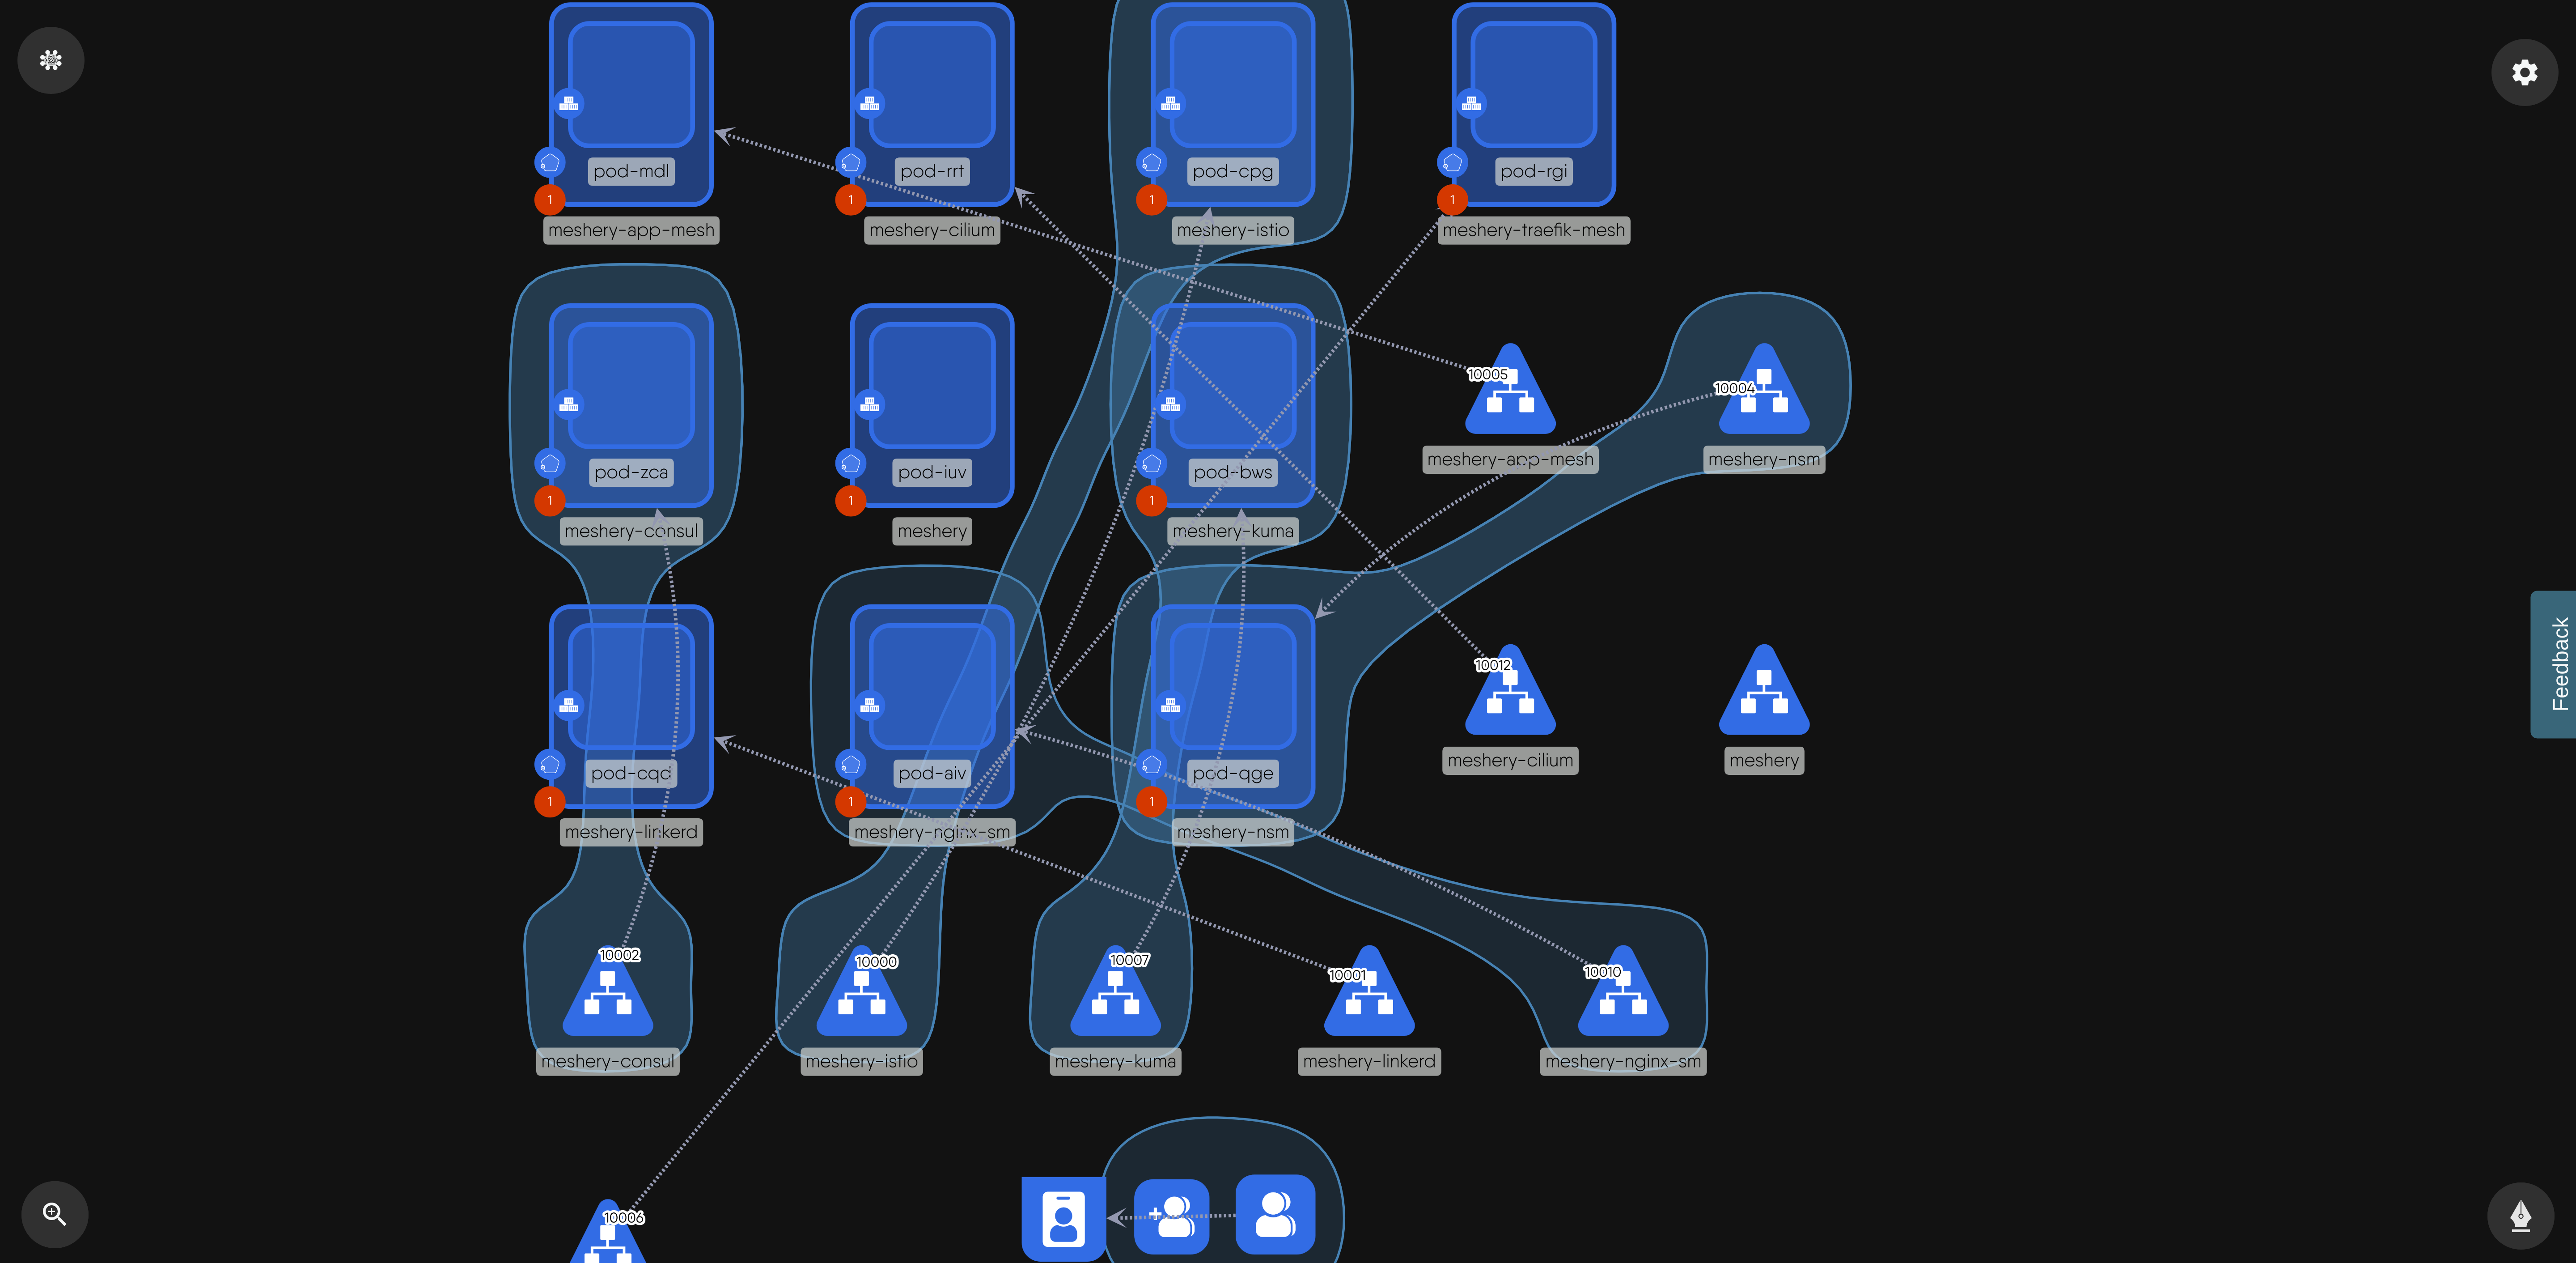 pod-mdl
pod-rrt
pod-cpg
pod-rgi
1
1
1
1
meshery-app-mesh
meshery-cilium
meshery-istio
meshery-traefik-mesh
10005
10004
pod-zca
pod-iuv
pod-bws
meshery-app-mesh
meshery-nsm
1
1
1
meshery-consul
meshery
meshery-kuma
10012
Feedback
pod-cqc
pod-aiv
pod-qge
meshery-cilium
meshery
1
1
1
meshery-linkerd
meshery-nginx-sm
meshery-nsm
10002
10000
10007
10001
10010
meshery-consul
meshery-istio
meshery-kuma
meshery-linkerd
meshery-nginx-sm
10006